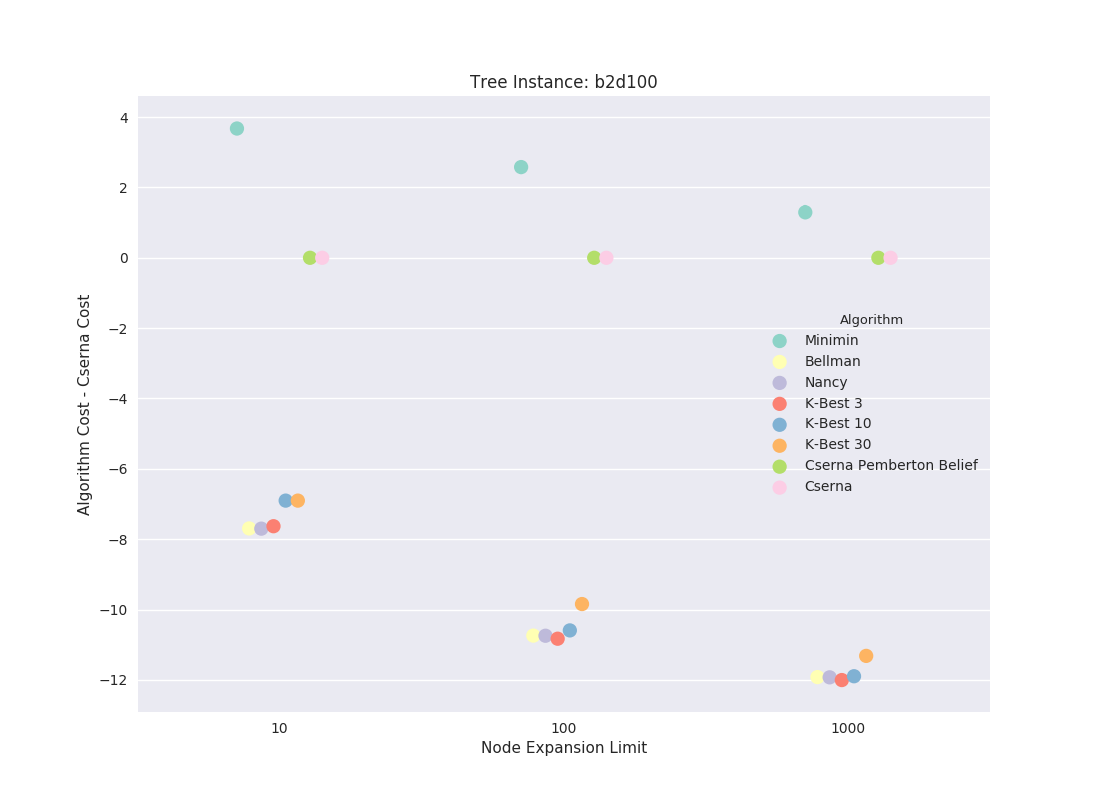 Tree Instance: b2d100
Algorithm Cost - Cserna Cost
4
2
0
−2
−4
−6
−8
−10
−12
Algorithm
Minimin
Bellman
Nancy
K-Best 3
K-Best 10
K-Best 30
Cserna Pemberton Belief
Cserna
10 100 1000
Node Expansion Limit